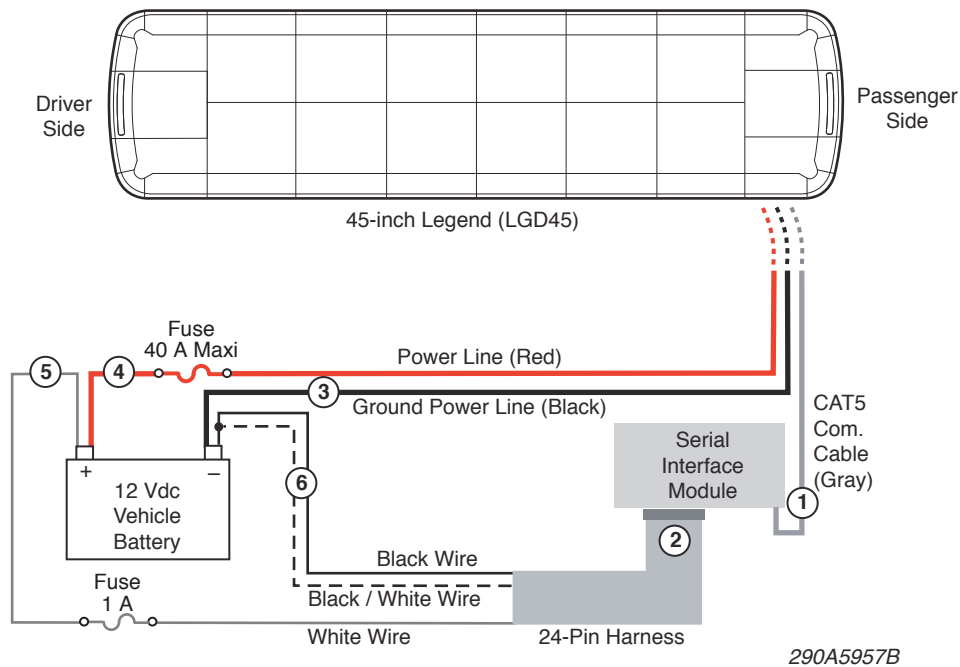 Driver
Side
Passenger
Side
45-inch Legend (LGD45)
Fuse
40 A Maxi
Power Line (Red)
5
4
3
Ground Power Line (Black)
CAT5
Com.
Cable
(Gray)
Serial
Interface
Module
1
2
+
–
12 Vdc
Vehicle
Battery
6
Black Wire
Black / White Wire
Fuse
1 A
White Wire
24-Pin Harness
290A5957B